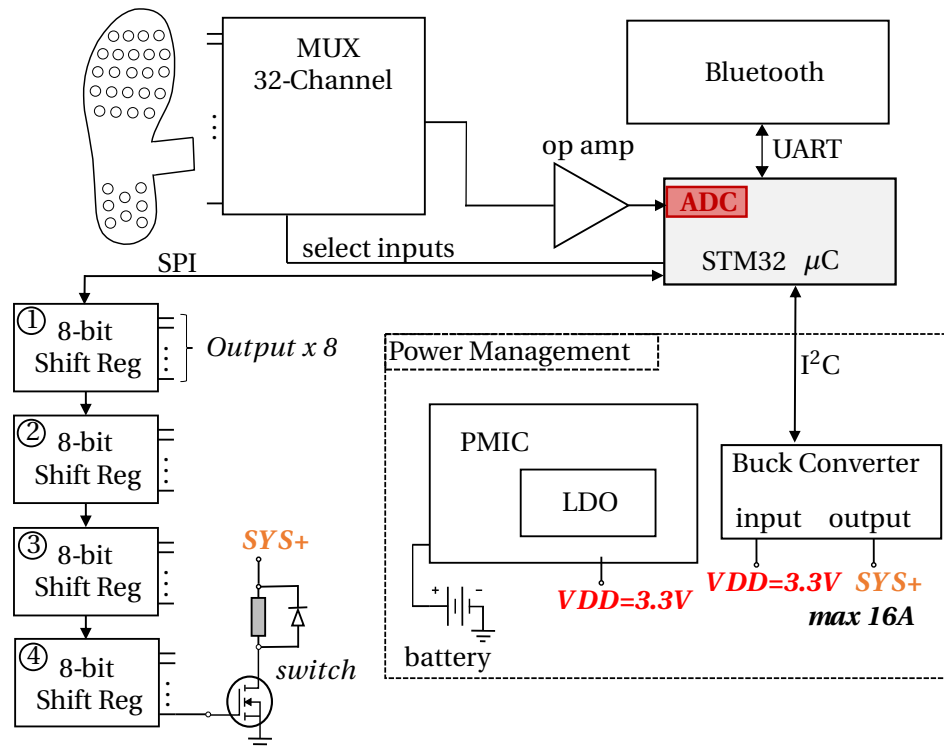 MUX
32-Channel
Bluetooth
op amp
UART
ADC
select inputs
STM32 μC
SPI
1
8-bit
Shift Reg
Output x 8
Power Management
I²C
2
8-bit
Shift Reg
PMIC
LDO
Buck Converter
input output
3
8-bit
Shift Reg
SYS+
VDD=3.3V
VDD=3.3V
SYS+
max 16A
+ -
battery
4
8-bit
Shift Reg
switch